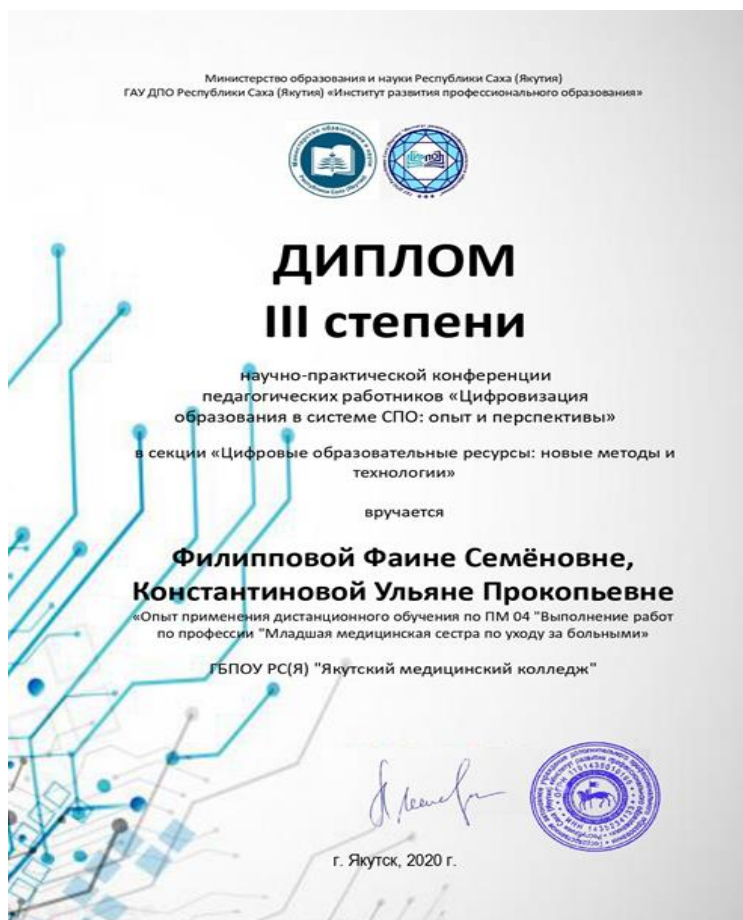 Министерство образования и науки Республики Саха (Якутия)
ГАУ ДПО Республики Саха (Якутия) «Институт развития профессионального образования»
ДИПЛОМ
III степени
научно-практической конференции
педагогических работников «Цифровизация
образования в системе СПО: опыт и перспективы»
в секции «Цифровые образовательные ресурсы: новые методы и
технологии»
вручается
Филипповой Фаине Семёновне,
Константиновой Ульяне Прокопьевне
«Опыт применения дистанционного обучения по ПМ 04 "Выполнение работ
по профессии "Младшая медицинская сестра по уходу за больными»
ГБПОУ РС(Я) "Якутский медицинский колледж"
г. Якутск, 2020 г.